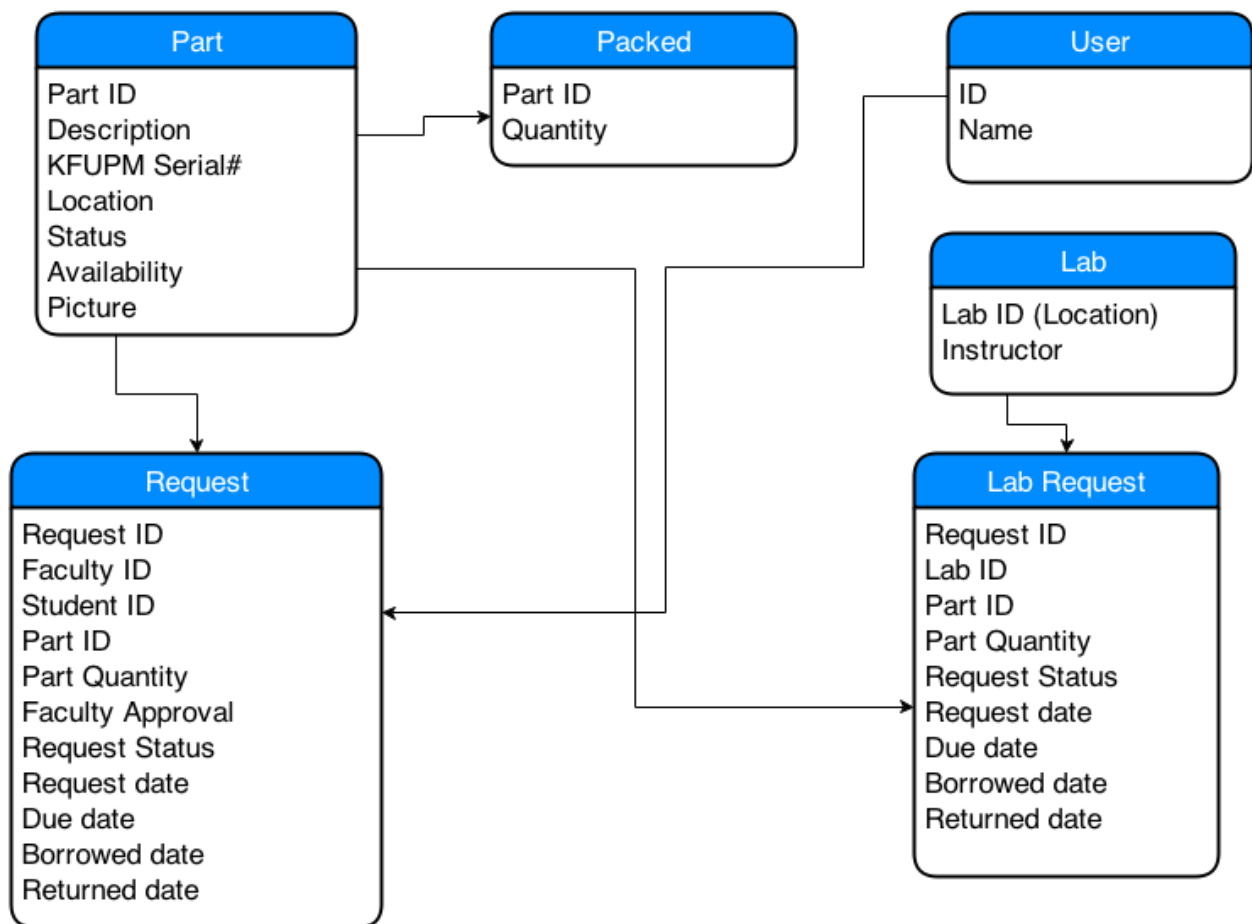 Part
Part ID
Description
KFUPM Serial#
Location
Status
Availability
Picture
Packed
Part ID
Quantity
User
ID
Name
Lab
Lab ID (Location)
Instructor
Request
Request ID
Faculty ID
Student ID
Part ID
Part Quantity
Faculty Approval
Request Status
Request date
Due date
Borrowed date
Returned date
Lab Request
Request ID
Lab ID
Part ID
Part Quantity
Request Status
Request date
Due date
Borrowed date
Returned date